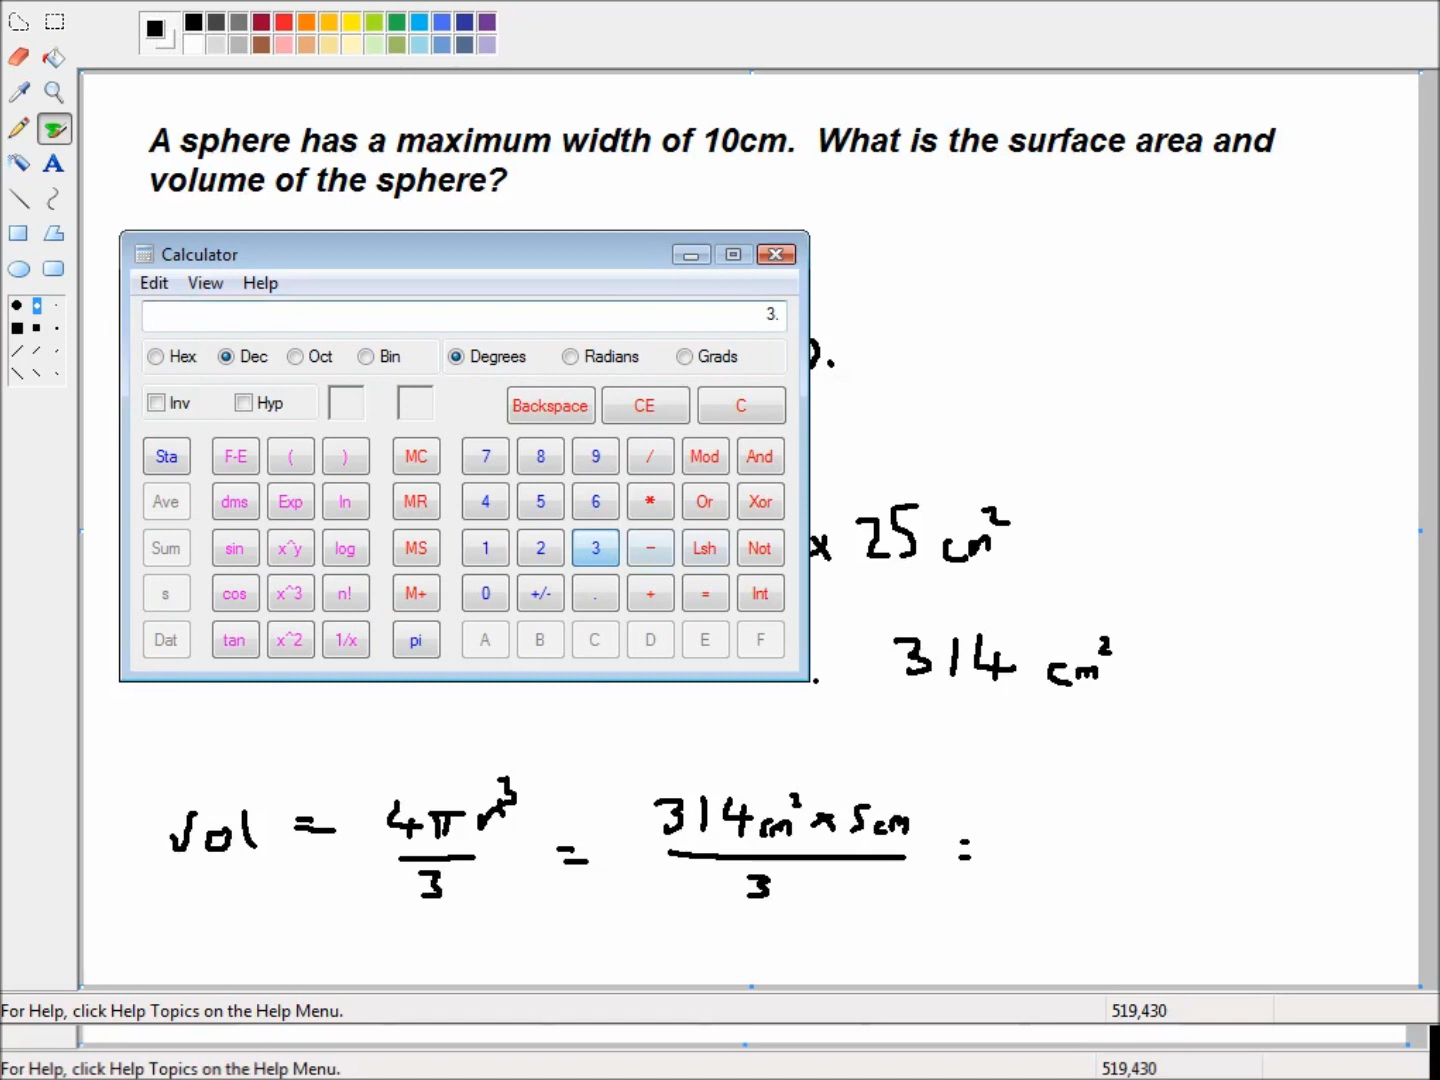 A sphere has a maximum width of 10cm. What is the surface area and
volume of the sphere?
Calculator
Edit View Help
3.
Hex Dec Oct Bin Degrees Radians Grads
Inv Hyp Backspace CE C
Sta F-E ( ) MC 7 8 9 / Mod And
Ave dms Exp ln MR 4 5 6 * Or Xor
Sum sin x^y log MS 1 2 3 - Lsh Not
s cos x^3 n! M+ 0 +/- . + = Int
Dat tan x^2 1/x pi A B C D E F
).
x 25 cm²
. 314 cm²
vol = 4πr³/3 = 314cm² x 5cm/3 =
For Help, click Help Topics on the Help Menu. 519,430
For Help, click Help Topics on the Help Menu. 519,430